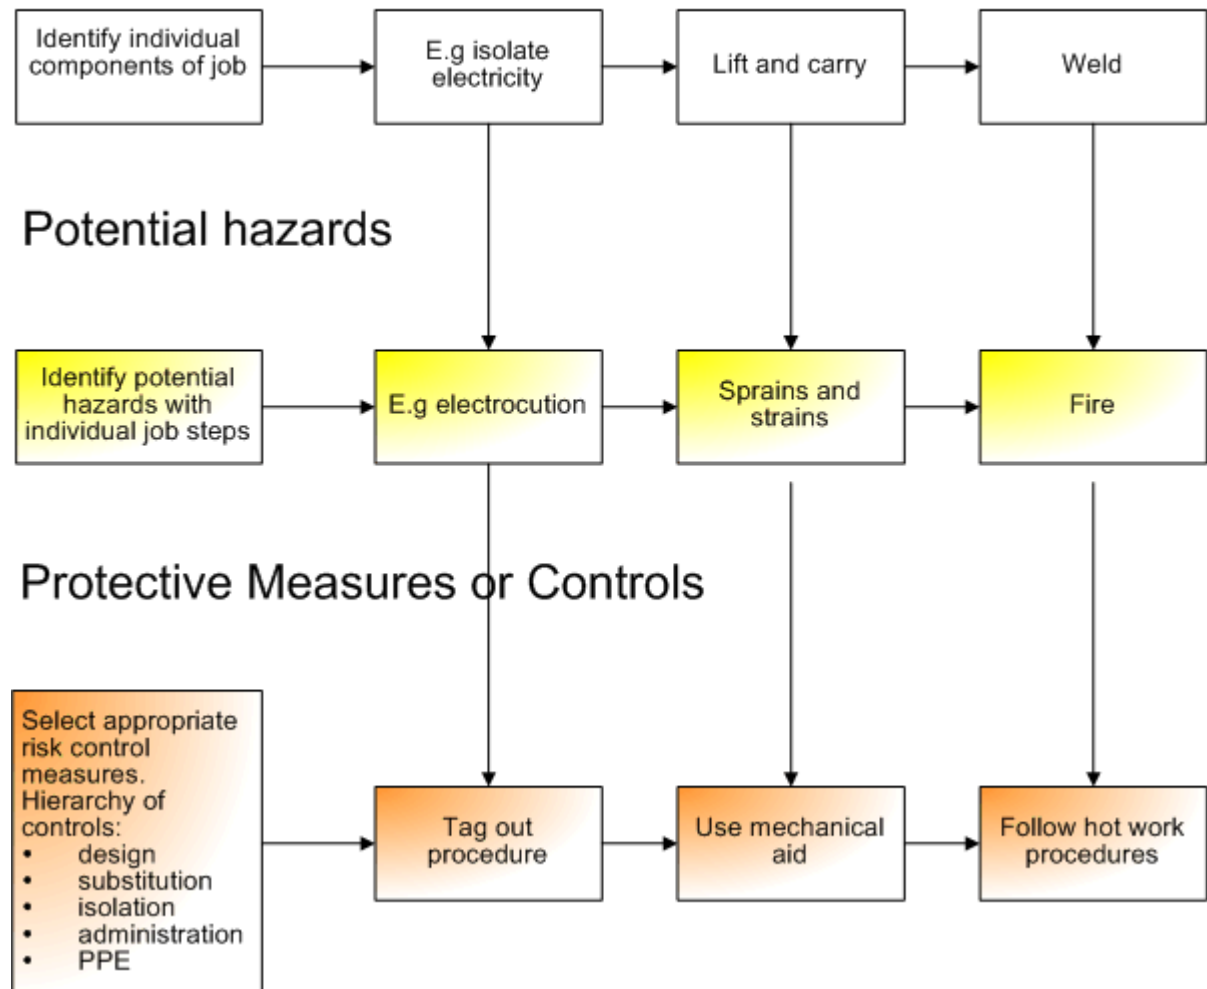 Identify individual
components of job
E.g isolate
electricity
Lift and carry
Weld
Potential hazards
Identify potential
hazards with
individual job steps
E.g electrocution
Sprains and
strains
Fire
Protective Measures or Controls
Select appropriate
risk control
measures.
Hierarchy of
controls:
• design
• substitution
• isolation
• administration
• PPE
Tag out
procedure
Use mechanical
aid
Follow hot work
procedures